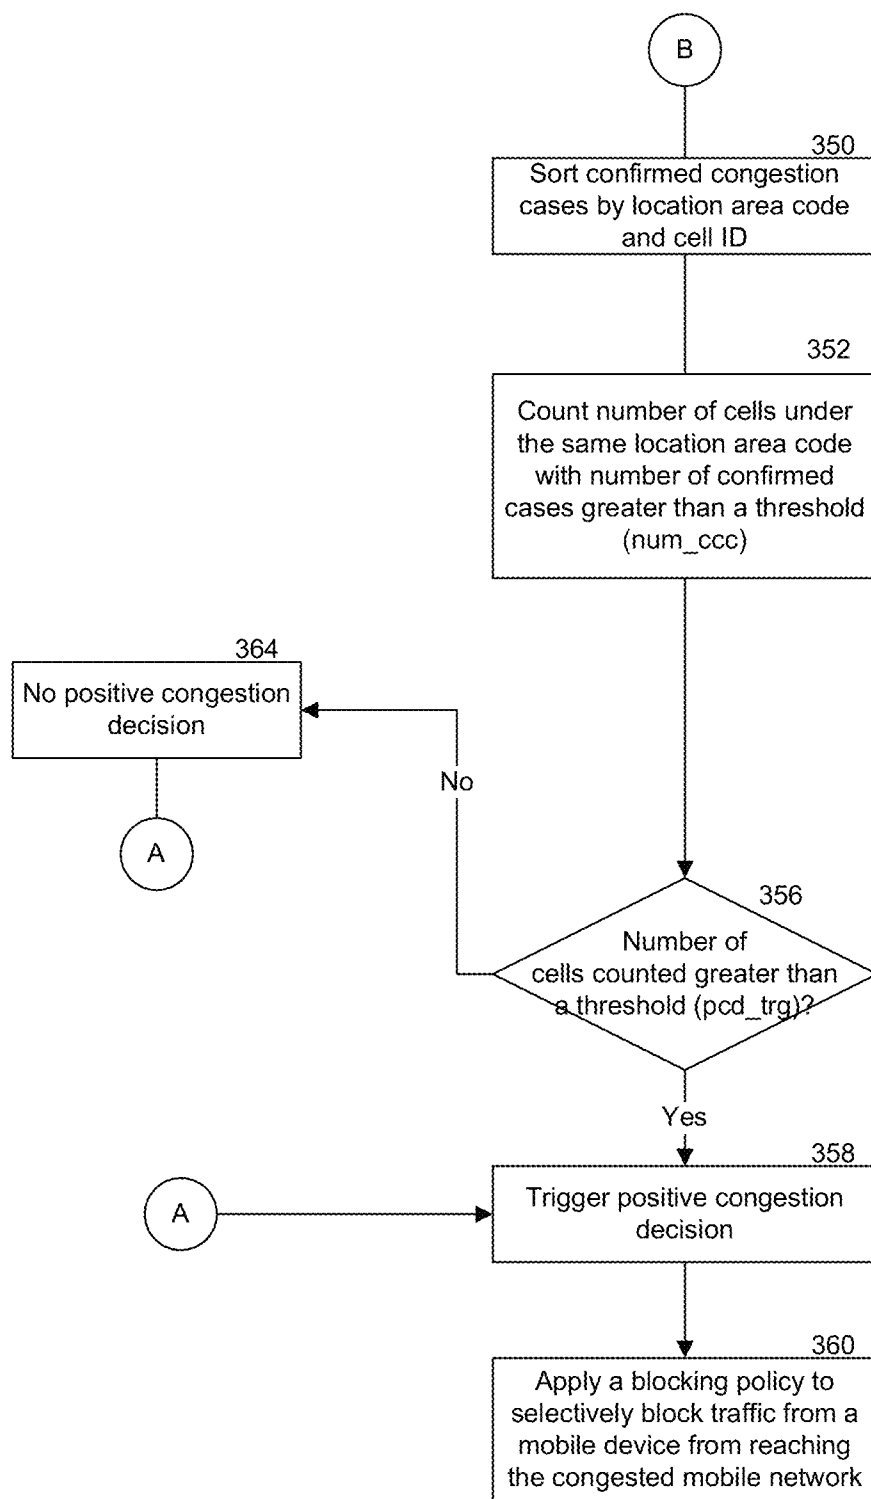 B
350
Sort confirmed congestion
cases by location area code
and cell ID
352
Count number of cells under
the same location area code
with number of confirmed
cases greater than a threshold
(num_ccc)
364
No positive congestion
decision
No
A
356
Number of
cells counted greater than
a threshold (pcd_trg)?
Yes
358
A
Trigger positive congestion
decision
360
Apply a blocking policy to
selectively block traffic from a
mobile device from reaching
the congested mobile network